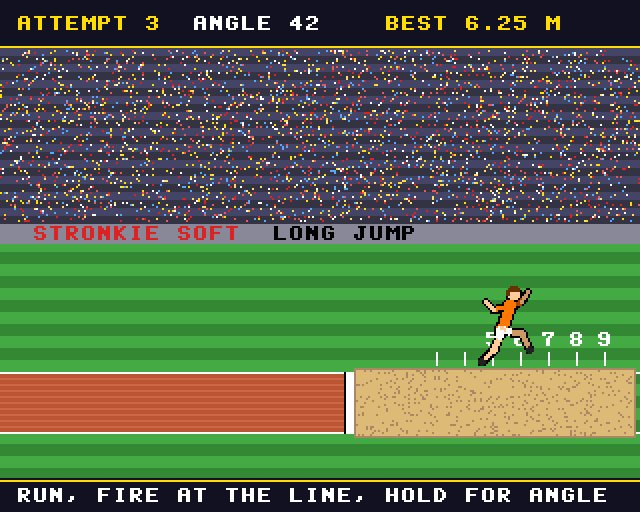 ATTEMPT 3 ANGLE 42 BEST 6.25 M
STRONKIE SOFT LONG JUMP
5 7 8 9
RUN, FIRE AT THE LINE, HOLD FOR ANGLE